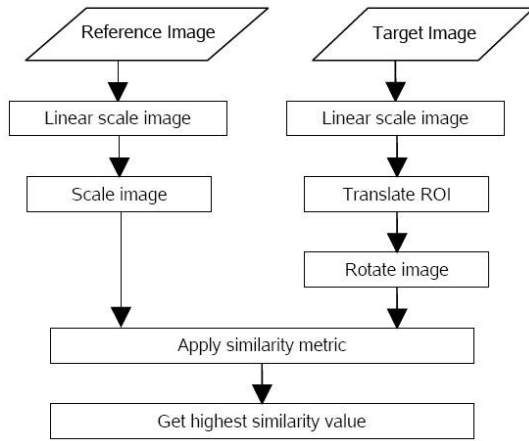 Reference Image
Target Image
Linear scale image
Linear scale image
Scale image
Translate ROI
Rotate image
Apply similarity metric
Get highest similarity value